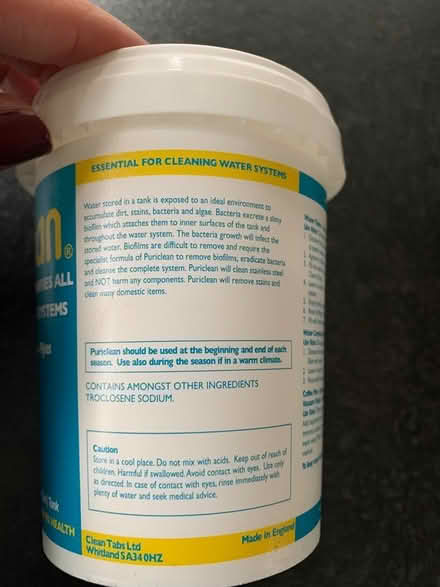 ESSENTIAL FOR CLEANING WATER SYSTEMS
Water stored in a tank is exposed to an ideal environment to
accumulate dirt, stains, bacteria and algae. Bacteria excrete a slimy
biofilm which attaches them to inner surfaces of the tank and
throughout the water system. The bacteria growth will infect the
stored water. Biofilms are difficult to remove and require the
specialist formula of Puriclean to remove biofilms, eradicate bacteria
and cleanse the complete system. Puriclean will clean stainless steel
and NOT harm any components. Puriclean will remove stains and
clean many domestic items.
Puriclean should be used at the beginning and end of each
season. Use also during the season if in a warm climate.
CONTAINS AMONGST OTHER INGREDIENTS
TROCLOSENE SODIUM.
Caution
Store in a cool place. Do not mix with acids. Keep out of reach of
children. Harmful if swallowed. Avoid contact with eyes. Use only
as directed. In case of contact with eyes, rinse immediately with
plenty of water and seek medical advice.
Clean Tabs Ltd
Whitland SA34 0HZ
Made in England
an®
ALL
STEMS
Tank
HEALTH